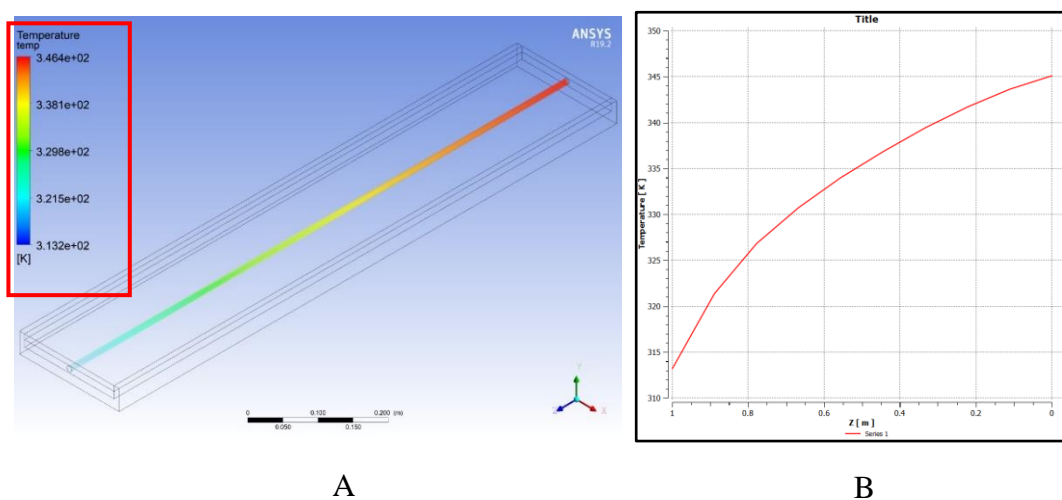 Temperature
temp
3.464e+02
3.381e+02
3.298e+02
3.215e+02
3.132e+02
[K]
ANSYS
R19.2
0
0.100
0.200
(m)
0.050
0.150
Y
Z
X
A
Title
Temperature [ K ]
350
345
340
335
330
325
320
315
310
1
0.8
0.6
0.4
0.2
0
Z [ m ]
Series 1
B